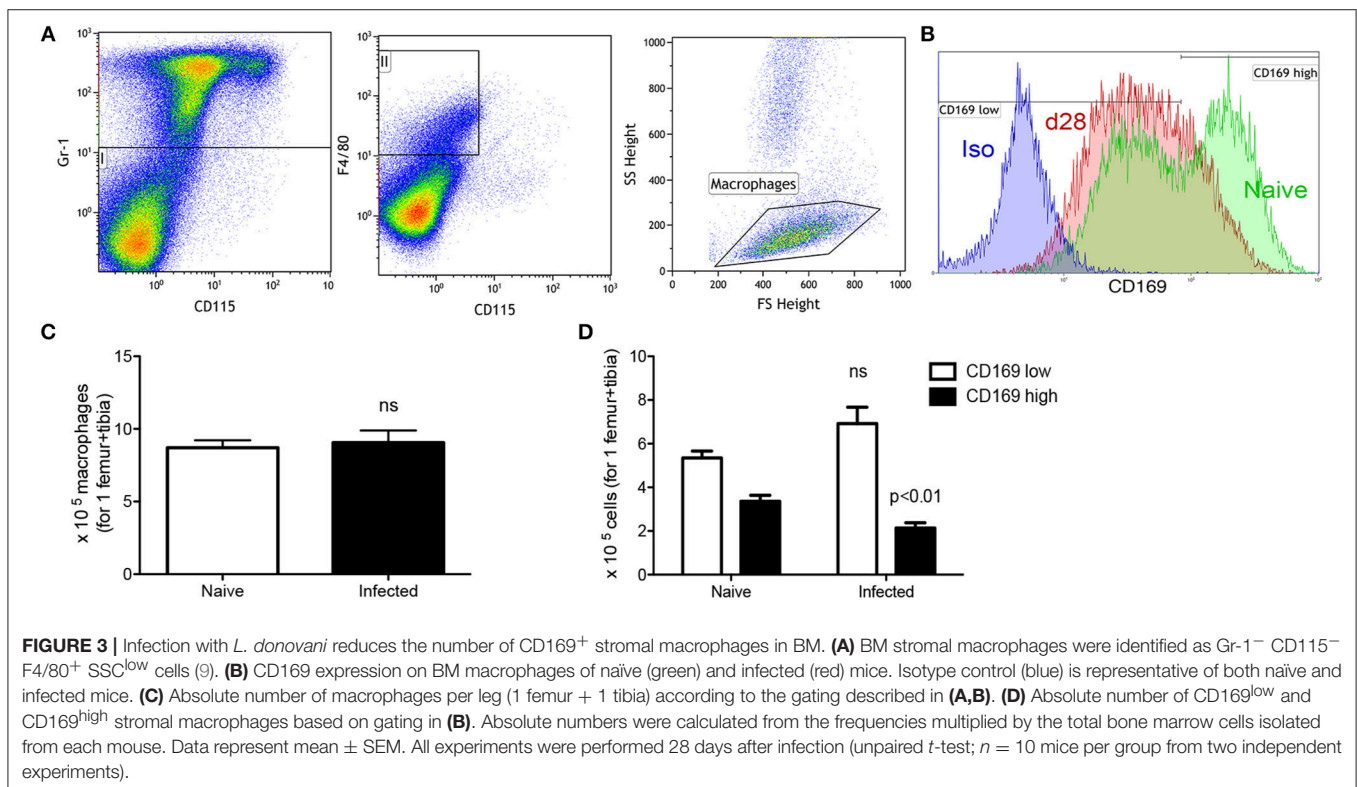 A
Gr-1
10³
10²
10¹
10⁰
I
10⁰
10¹
10²
10
CD115
F4/80
10³
10²
10¹
10⁰
II
10⁰
10¹
10²
10³
CD115
SS Height
1000
800
600
400
200
0
Macrophages
200
400
600
800
1000
FS Height
B
CD169 high
CD169 low
d28
Iso
Naive
CD169
C
x 10⁵ macrophages
(for 1 femur+tibia)
15
10
5
0
ns
Naive
Infected
D
x 10⁵ cells (for 1 femur+tibia)
10
8
6
4
2
0
ns
p<0.01
CD169 low
CD169 high
Naive
Infected
FIGURE 3 | Infection with L. donovani reduces the number of CD169⁺ stromal macrophages in BM. (A) BM stromal macrophages were identified as Gr-1⁻ CD115⁻
F4/80⁺ SSCˡᵒʷ cells (9). (B) CD169 expression on BM macrophages of naïve (green) and infected (red) mice. Isotype control (blue) is representative of both naïve and
infected mice. (C) Absolute number of macrophages per leg (1 femur + 1 tibia) according to the gating described in (A,B). (D) Absolute number of CD169ˡᵒʷ and
CD169ʰⁱᵍʰ stromal macrophages based on gating in (B). Absolute numbers were calculated from the frequencies multiplied by the total bone marrow cells isolated
from each mouse. Data represent mean ± SEM. All experiments were performed 28 days after infection (unpaired t-test; n = 10 mice per group from two independent
experiments).